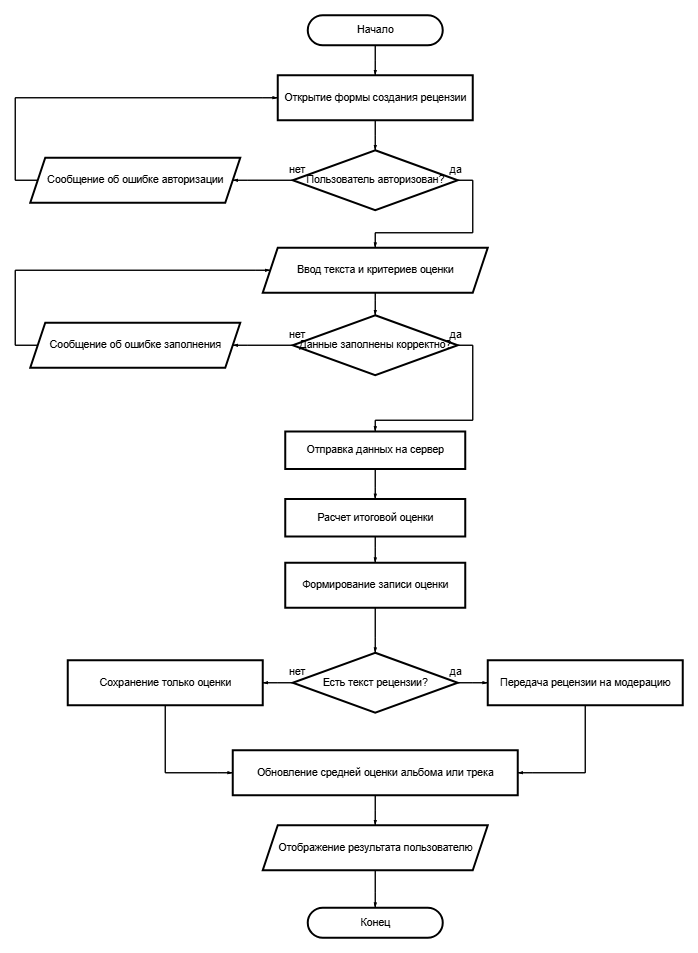 Начало
Открытие формы создания рецензии
нет
да
Сообщение об ошибке авторизации
Пользователь авторизован?
Ввод текста и критериев оценки
нет
да
Сообщение об ошибке заполнения
Данные заполнены корректно?
Отправка данных на сервер
Расчет итоговой оценки
Формирование записи оценки
нет
да
Сохранение только оценки
Есть текст рецензии?
Передача рецензии на модерацию
Обновление средней оценки альбома или трека
Отображение результата пользователю
Конец